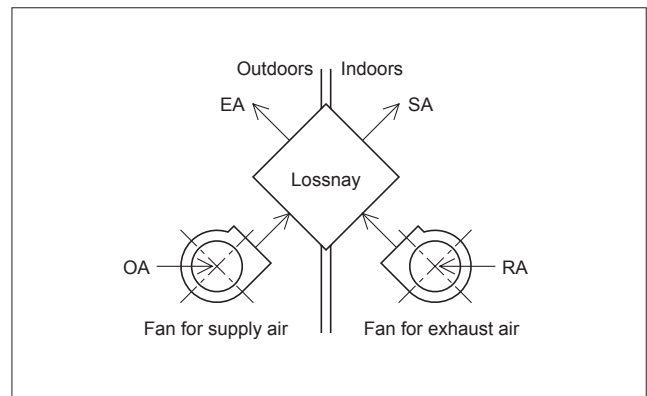 Outdoors Indoors
EA SA
Lossnay
OA RA
Fan for supply air Fan for exhaust air